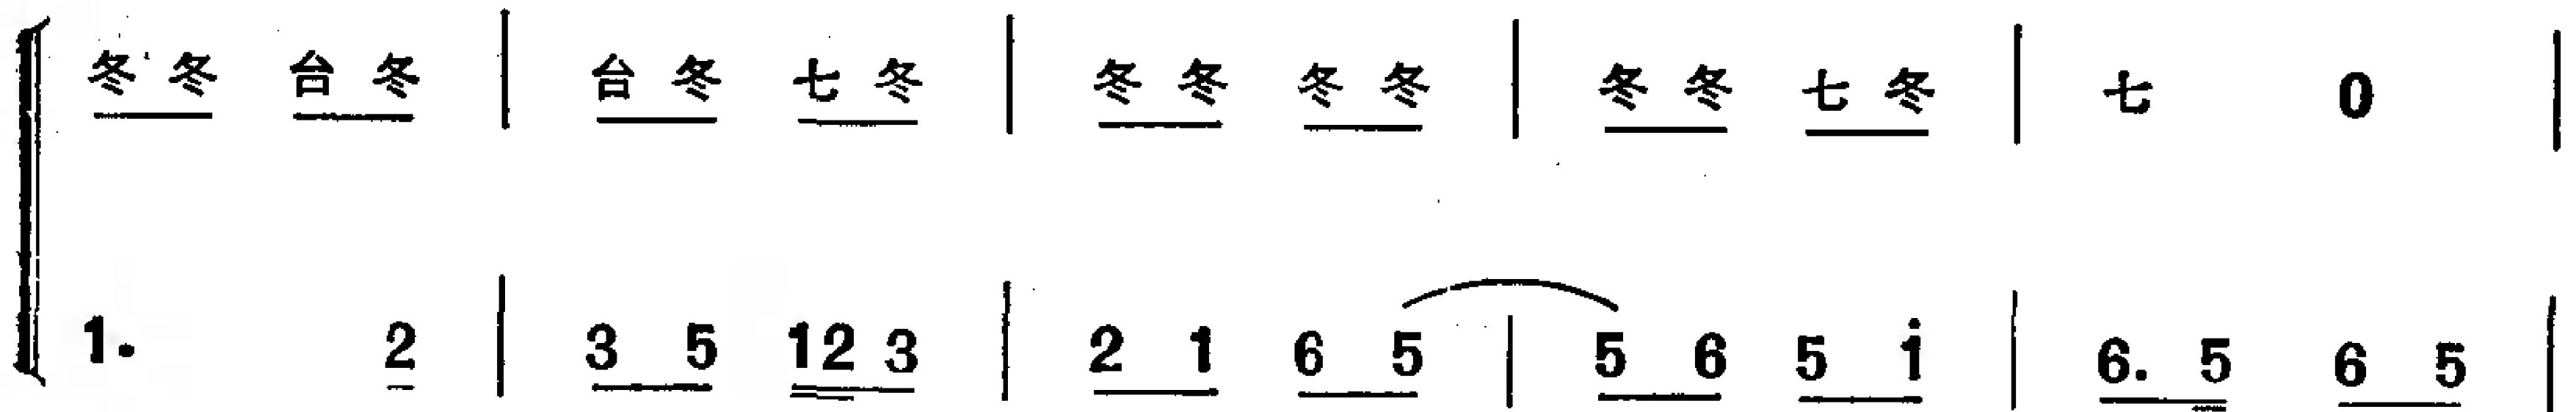 冬冬 台冬 | 台冬 七冬 | 冬冬 冬冬 | 冬冬 七冬 | 七 0 |
1. 2 | 3 5 12 3 | 2 1 6 5 | 5 6 5 i | 6. 5 6 5 |